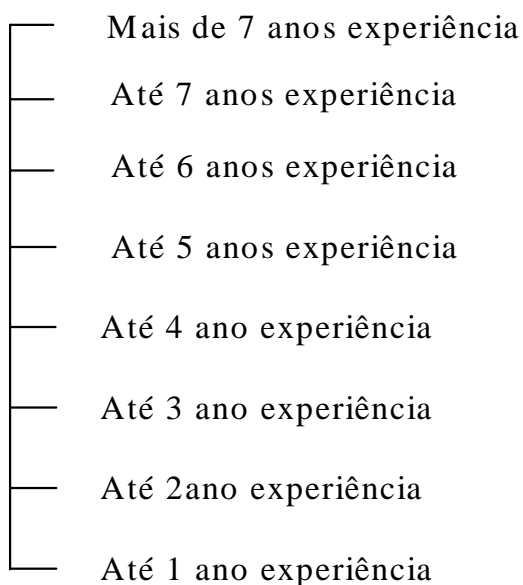 Mais de 7 anos experiência
Até 7 anos experiência
Até 6 anos experiência
Até 5 anos experiência
Até 4 ano experiência
Até 3 ano experiência
Até 2ano experiência
Até 1 ano experiência